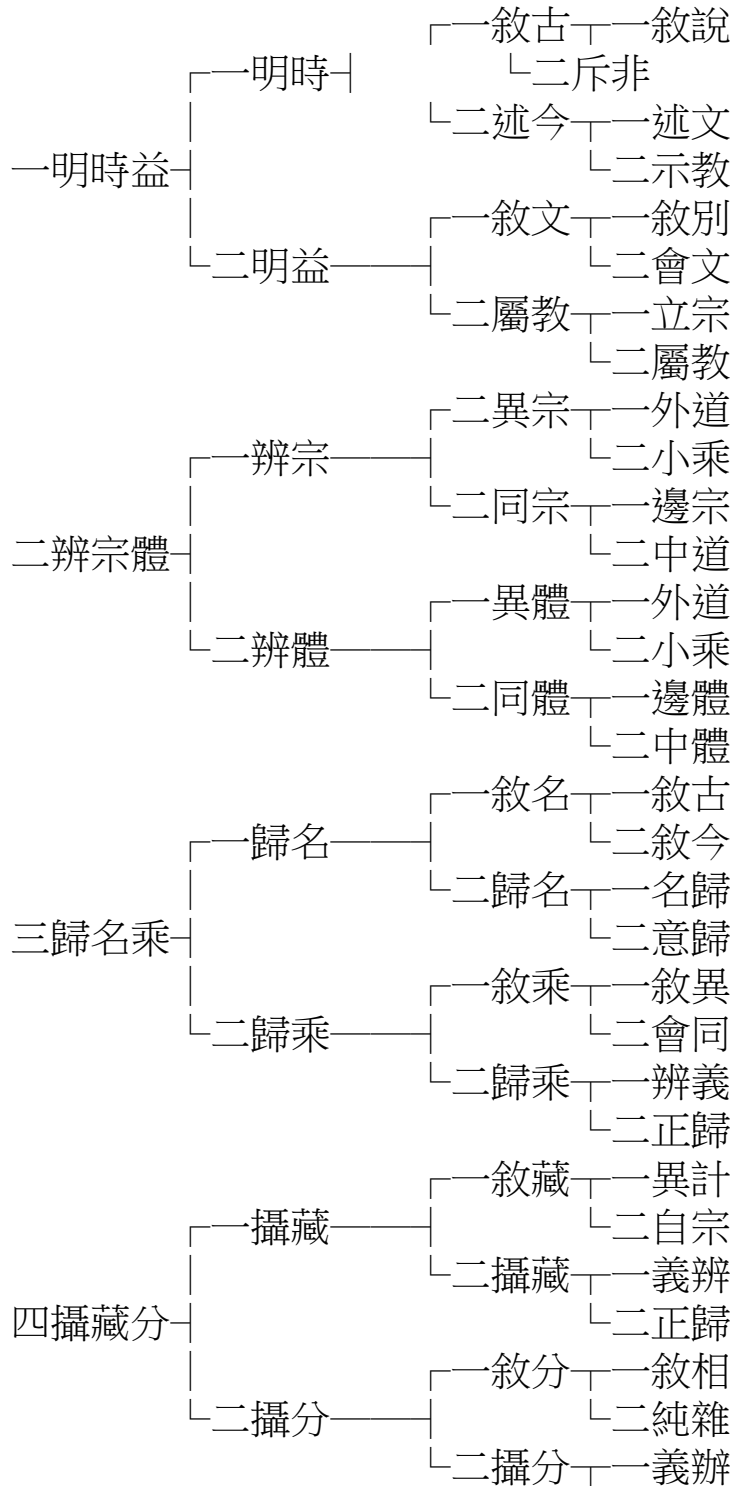 ┌一敘古┬一敘說
┌一明時┤ └二斥非
│ └二述今┬一述文
一明時益┤ └二示教
│ ┌一敘文┬一敘別
└二明益──┤ └二會文
└二屬教┬一立宗
└二屬教
┌二異宗┬一外道
┌一辨宗──┤ └二小乘
│ └二同宗┬一邊宗
二辨宗體┤ └二中道
│ ┌一異體┬一外道
└二辨體──┤ └二小乘
└二同體┬一邊體
└二中體
┌一敘名┬一敘古
┌一歸名──┤ └二敘今
│ └二歸名┬一名歸
三歸名乘┤ └二意歸
│ ┌一敘乘┬一敘異
└二歸乘──┤ └二會同
└二歸乘┬一辨義
└二正歸
┌一敘藏┬一異計
┌一攝藏──┤ └二自宗
│ └二攝藏┬一義辨
四攝藏分┤ └二正歸
│ ┌一敘分┬一敘相
└二攝分──┤ └二純雜
└二攝分┬一義辦